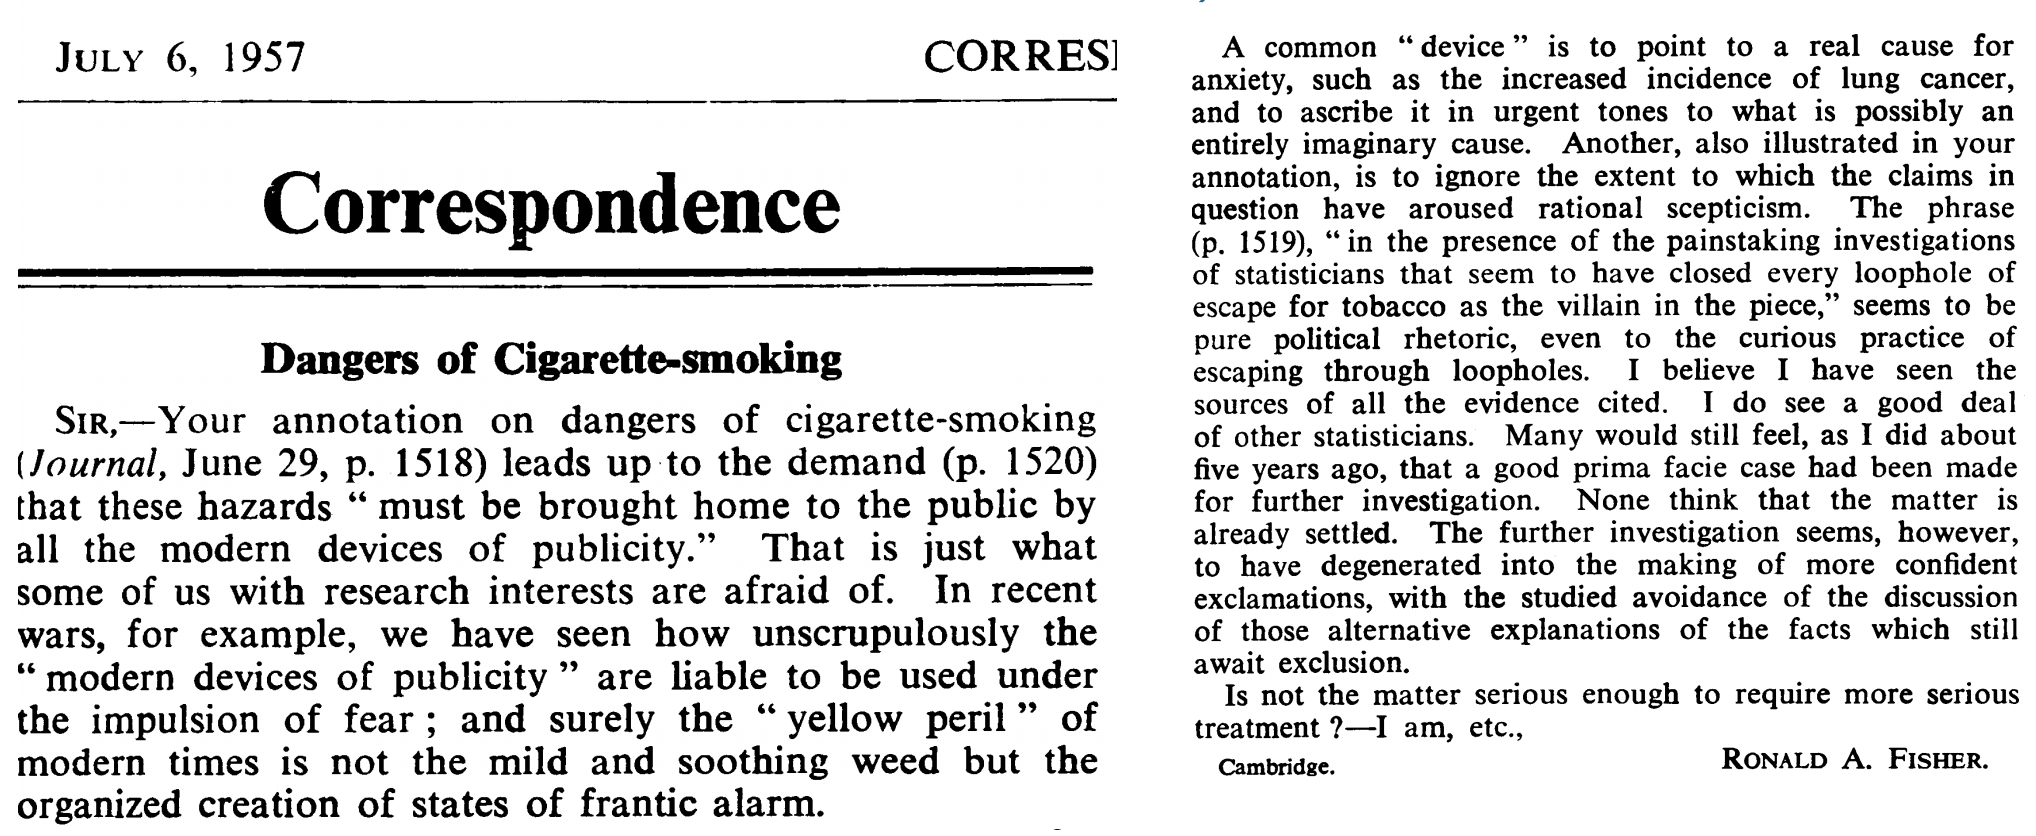 JULY 6, 1957
CORRES
Correspondence
Dangers of Cigarette-smoking
SIR,—Your annotation on dangers of cigarette-smoking
(Journal, June 29, p. 1518) leads up to the demand (p. 1520)
that these hazards “ must be brought home to the public by
all the modern devices of publicity.” That is just what
some of us with research interests are afraid of. In recent
wars, for example, we have seen how unscrupulously the
“ modern devices of publicity ” are liable to be used under
the impulsion of fear ; and surely the “ yellow peril ” of
modern times is not the mild and soothing weed but the
organized creation of states of frantic alarm.
A common “ device ” is to point to a real cause for
anxiety, such as the increased incidence of lung cancer,
and to ascribe it in urgent tones to what is possibly an
entirely imaginary cause. Another, also illustrated in your
annotation, is to ignore the extent to which the claims in
question have aroused rational scepticism. The phrase
(p. 1519), “ in the presence of the painstaking investigations
of statisticians that seem to have closed every loophole of
escape for tobacco as the villain in the piece,” seems to be
pure political rhetoric, even to the curious practice of
escaping through loopholes. I believe I have seen the
sources of all the evidence cited. I do see a good deal
of other statisticians. Many would still feel, as I did about
five years ago, that a good prima facie case had been made
for further investigation. None think that the matter is
already settled. The further investigation seems, however,
to have degenerated into the making of more confident
exclamations, with the studied avoidance of the discussion
of those alternative explanations of the facts which still
await exclusion.
Is not the matter serious enough to require more serious
treatment ?—I am, etc.,
Cambridge. RONALD A. FISHER.